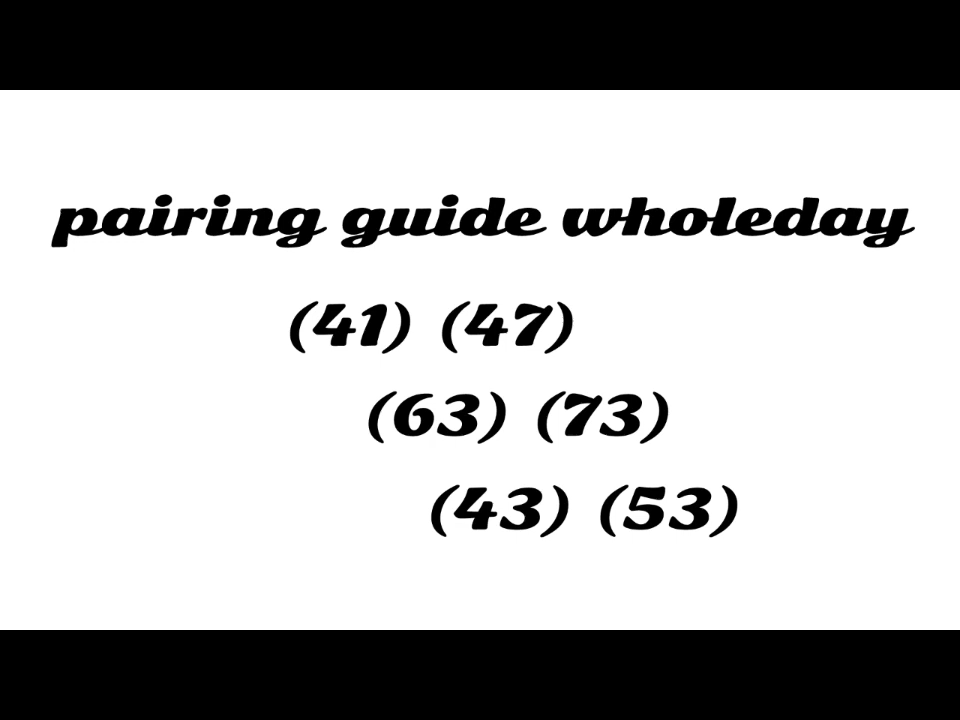 pairing guide wholeday
(41) (47)
(63) (73)
(43) (53)